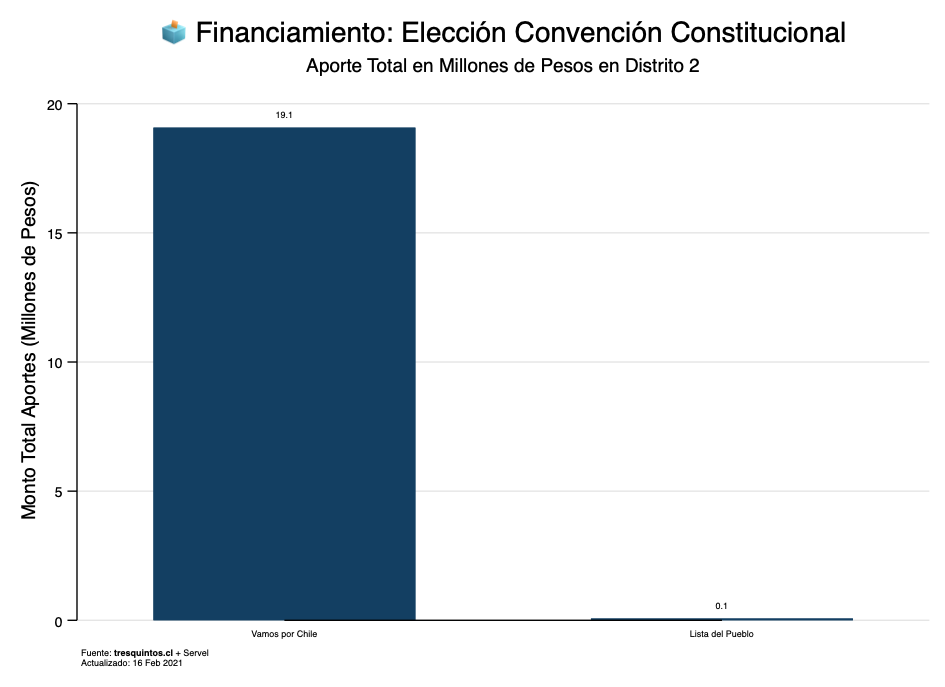 Financiamiento: Elección Convención Constitucional
Aporte Total en Millones de Pesos en Distrito 2
Monto Total Aportes (Millones de Pesos)
20
15
10
5
0
19.1
0.1
Vamos por Chile
Lista del Pueblo
Fuente: tresquintos.cl + Servel
Actualizado: 16 Feb 2021